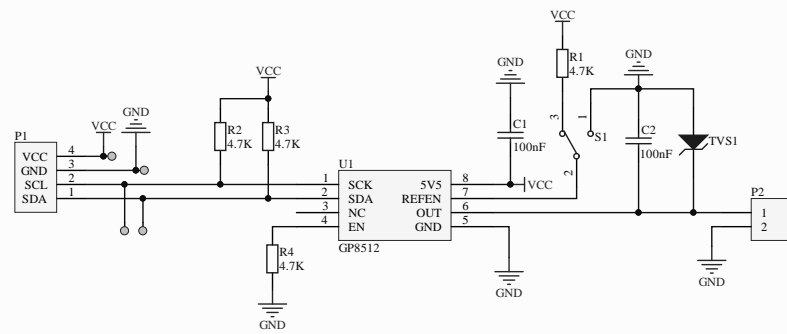 VCC
R1
4.7K
GND
GND
VCC
GND
VCC
P1
R2
4.7K
R3
4.7K
C1
100nF
3
1
S1
2
C2
100nF
TVS1
VCC 4
GND 3
SCL 2
SDA 1
U1
1 SCK 5V5 8
2 SDA REFEN 7
3 NC OUT 6
4 EN GND 5
GP8512
VCC
P2
1
2
R4
4.7K
GND
GND
GND